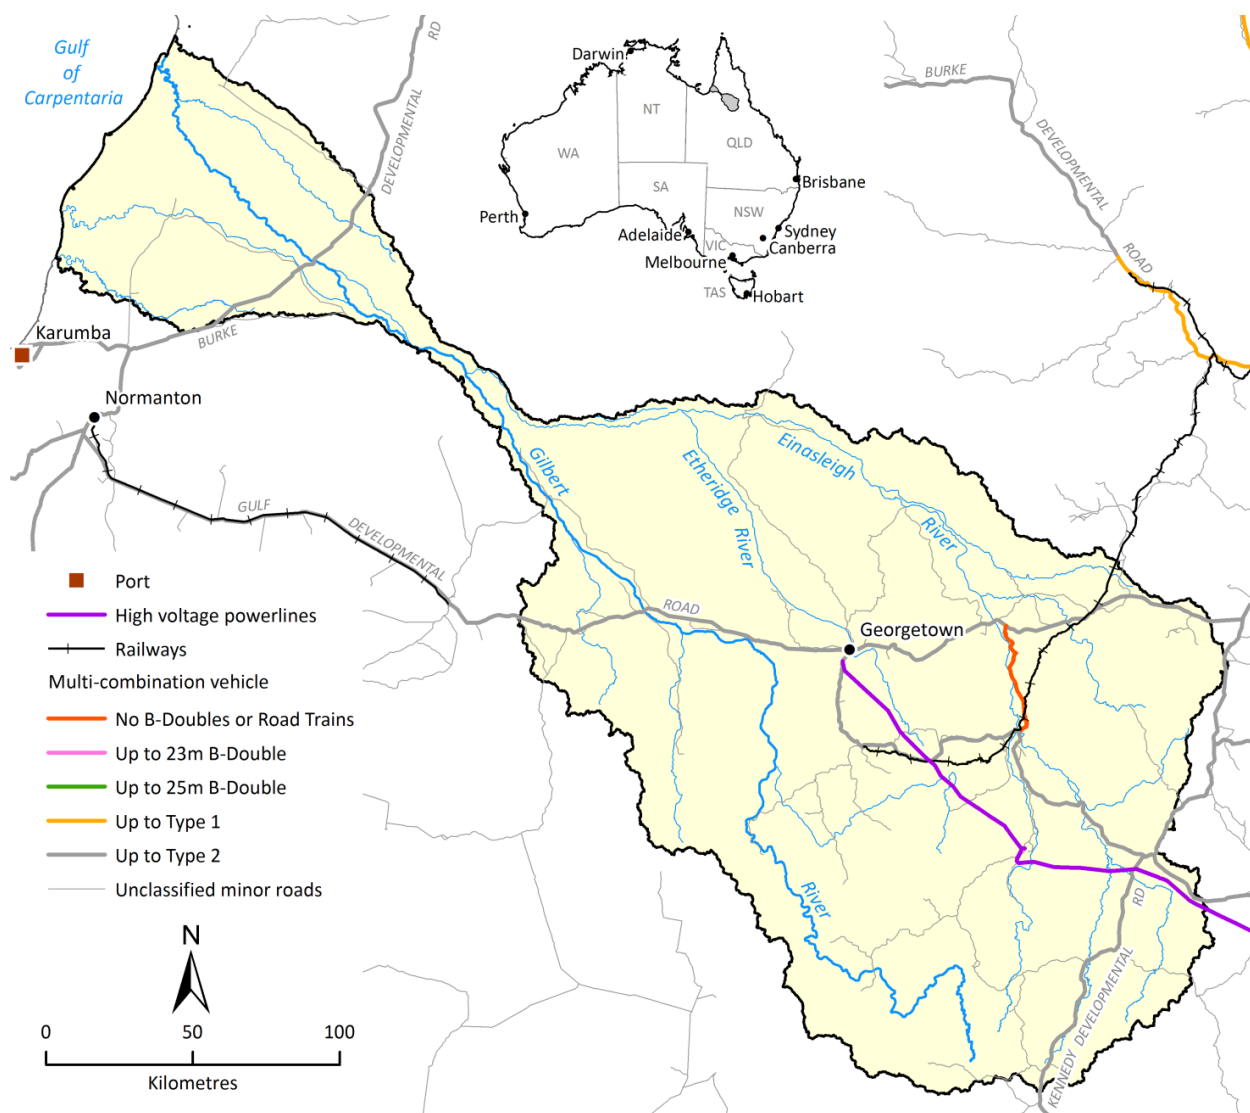 Gulf
of
Carpentaria
RD
DEVELOPMENTAL
BURKE
Darwin
NT
WA
QLD
SA
NSW
VIC
TAS
Brisbane
Perth
Adelaide
Sydney
Canberra
Melbourne
Hobart
BURKE
DEVELOPMENTAL
ROAD
Karumba
Normanton
GULF
DEVELOPMENTAL
ROAD
Gilbert
Etheridge River
Einasleigh
River
Georgetown
River
RD
KENNEDY DEVELOPMENTAL
Port
High voltage powerlines
Railways
Multi-combination vehicle
No B-Doubles or Road Trains
Up to 23m B-Double
Up to 25m B-Double
Up to Type 1
Up to Type 2
Unclassified minor roads
N
0 50 100
Kilometres